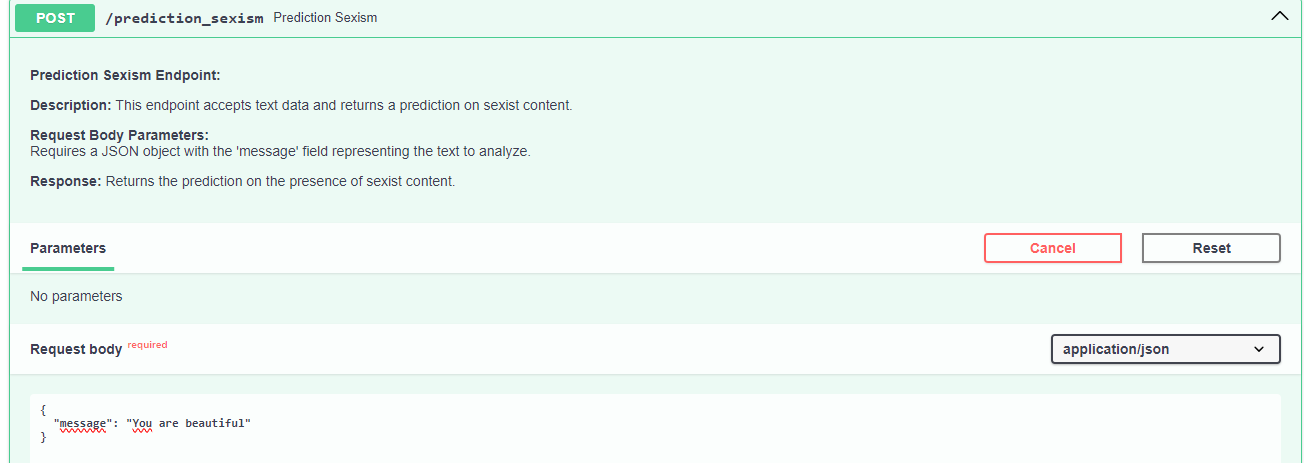 POST /prediction_sexism Prediction Sexism
Prediction Sexism Endpoint:
Description: This endpoint accepts text data and returns a prediction on sexist content.
Request Body Parameters:
Requires a JSON object with the 'message' field representing the text to analyze.
Response: Returns the prediction on the presence of sexist content.
Parameters Cancel Reset
No parameters
Request body required application/json
{
"message": "You are beautiful"
}